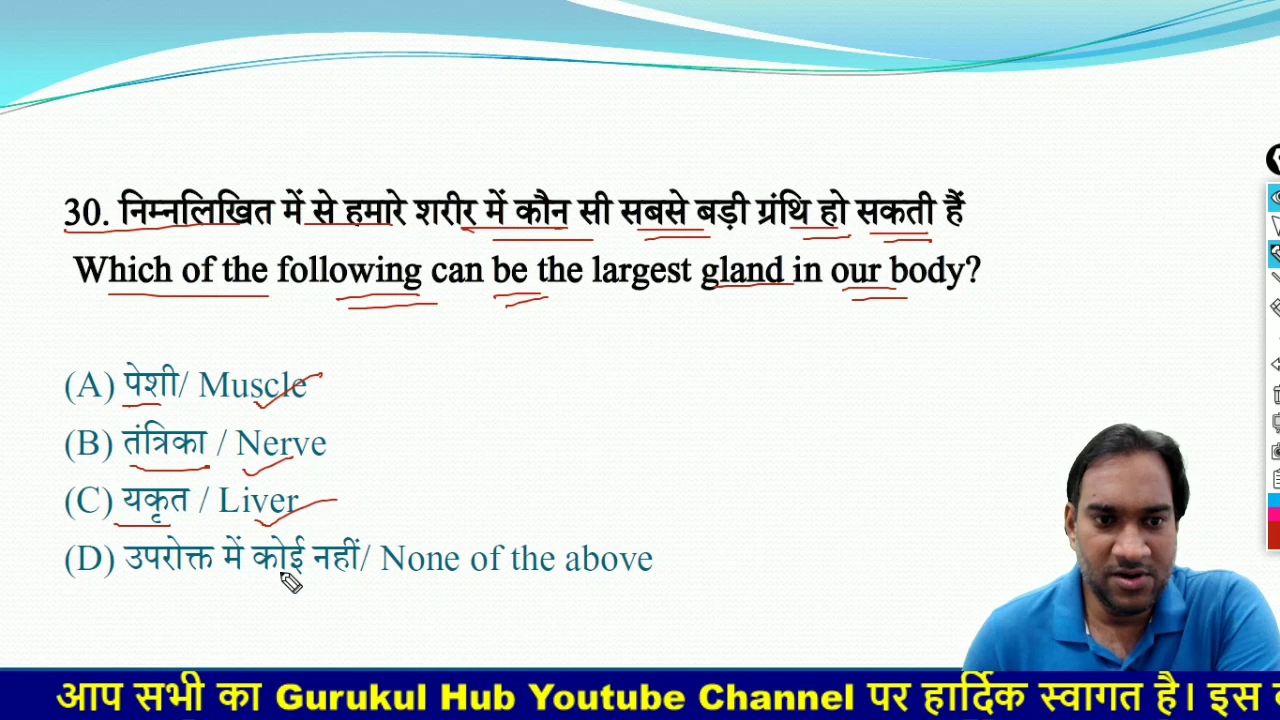 30. निम्नलिखित में से हमारे शरीर में कौन सी सबसे बड़ी ग्रंथि हो सकती हैं
Which of the following can be the largest gland in our body?
(A) पेशी/ Muscle
(B) तंत्रिका / Nerve
(C) यकृत / Liver
(D) उपरोक्त में कोई नहीं/ None of the above
आप सभी का Gurukul Hub Youtube Channel पर हार्दिक स्वागत है। इस